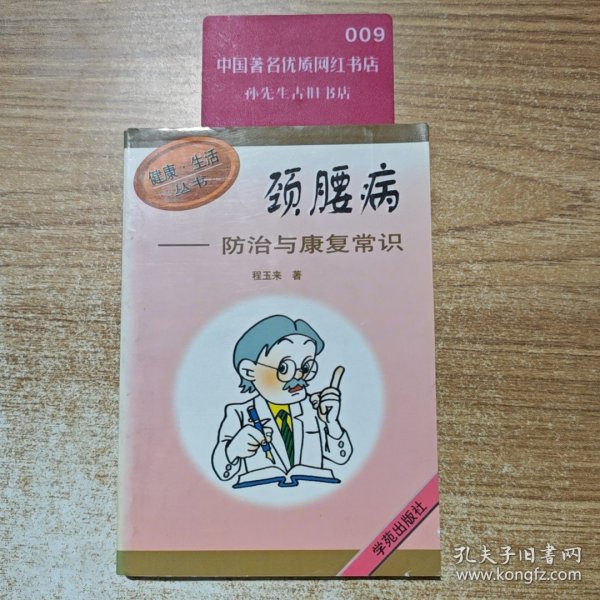 009
中国著名优质网红书店
孙先生古旧书店
健康·生活
丛书
颈腰病
——防治与康复常识
程玉来 著
学苑出版社
孔夫子旧书网
www.kongfz.com